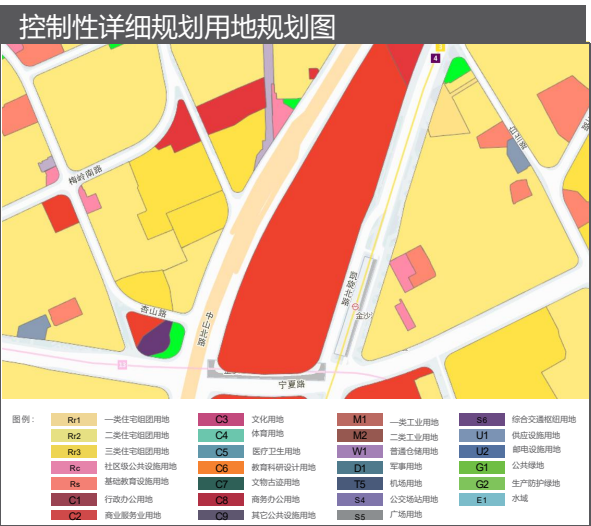 控制性详细规划用地规划图
3
4
山北路
梅岭南路
凯旋北路
金沙
杏山路
中山北路
13
宁夏路
图例：
Rr1 一类住宅组团用地
Rr2 二类住宅组团用地
Rr3 三类住宅组团用地
Rc 社区级公共设施用地
Rs 基础教育设施用地
C1 行政办公用地
C2 商业服务业用地
C3 文化用地
C4 体育用地
C5 医疗卫生用地
C6 教育科研设计用地
C7 文物古迹用地
C8 商务办公用地
C9 其它公共设施用地
M1 一类工业用地
M2 二类工业用地
W1 普通仓储用地
D1 军事用地
T5 机场用地
S4 公交场站用地
S5 广场用地
S6 综合交通枢纽用地
U1 供应设施用地
U2 邮电设施用地
G1 公共绿地
G2 生产防护绿地
E1 水域